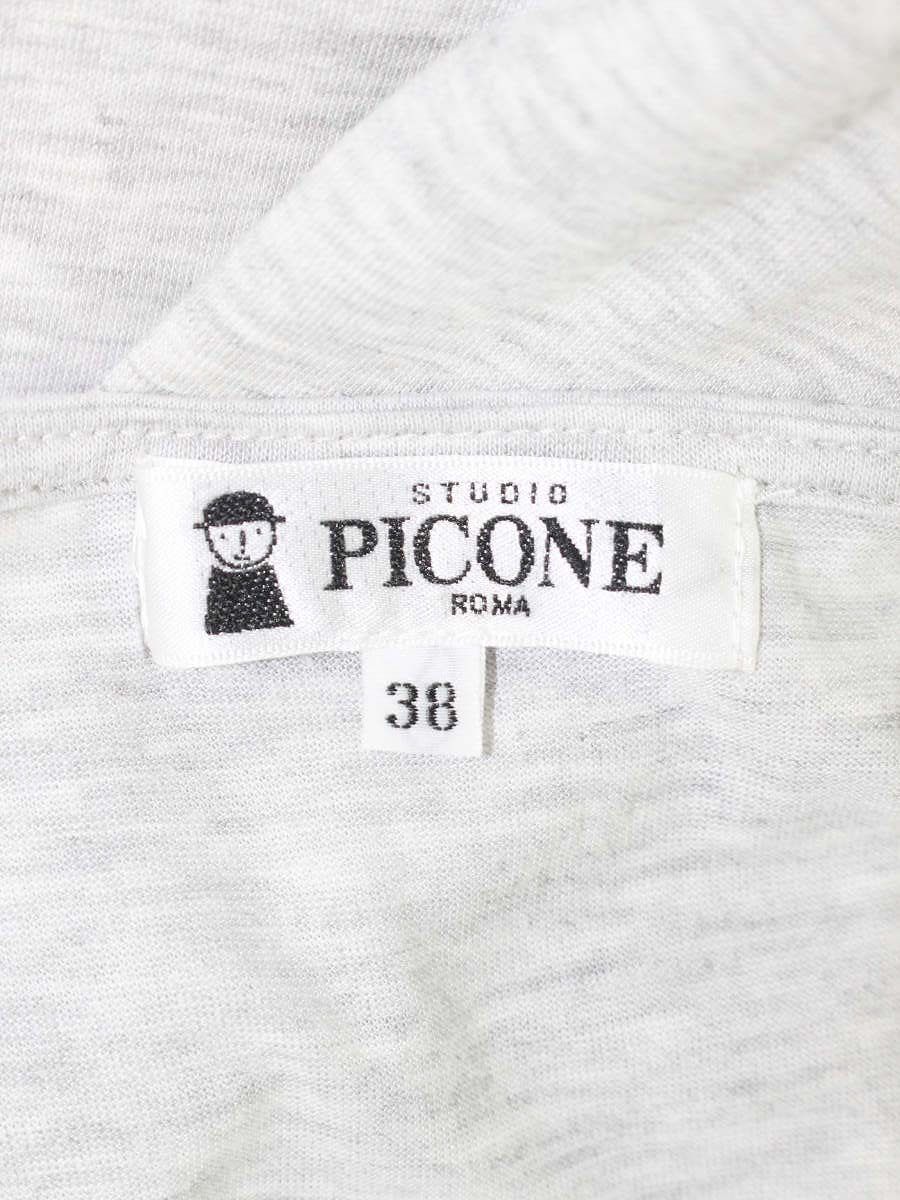 STUDIO
PICONE
ROMA
38